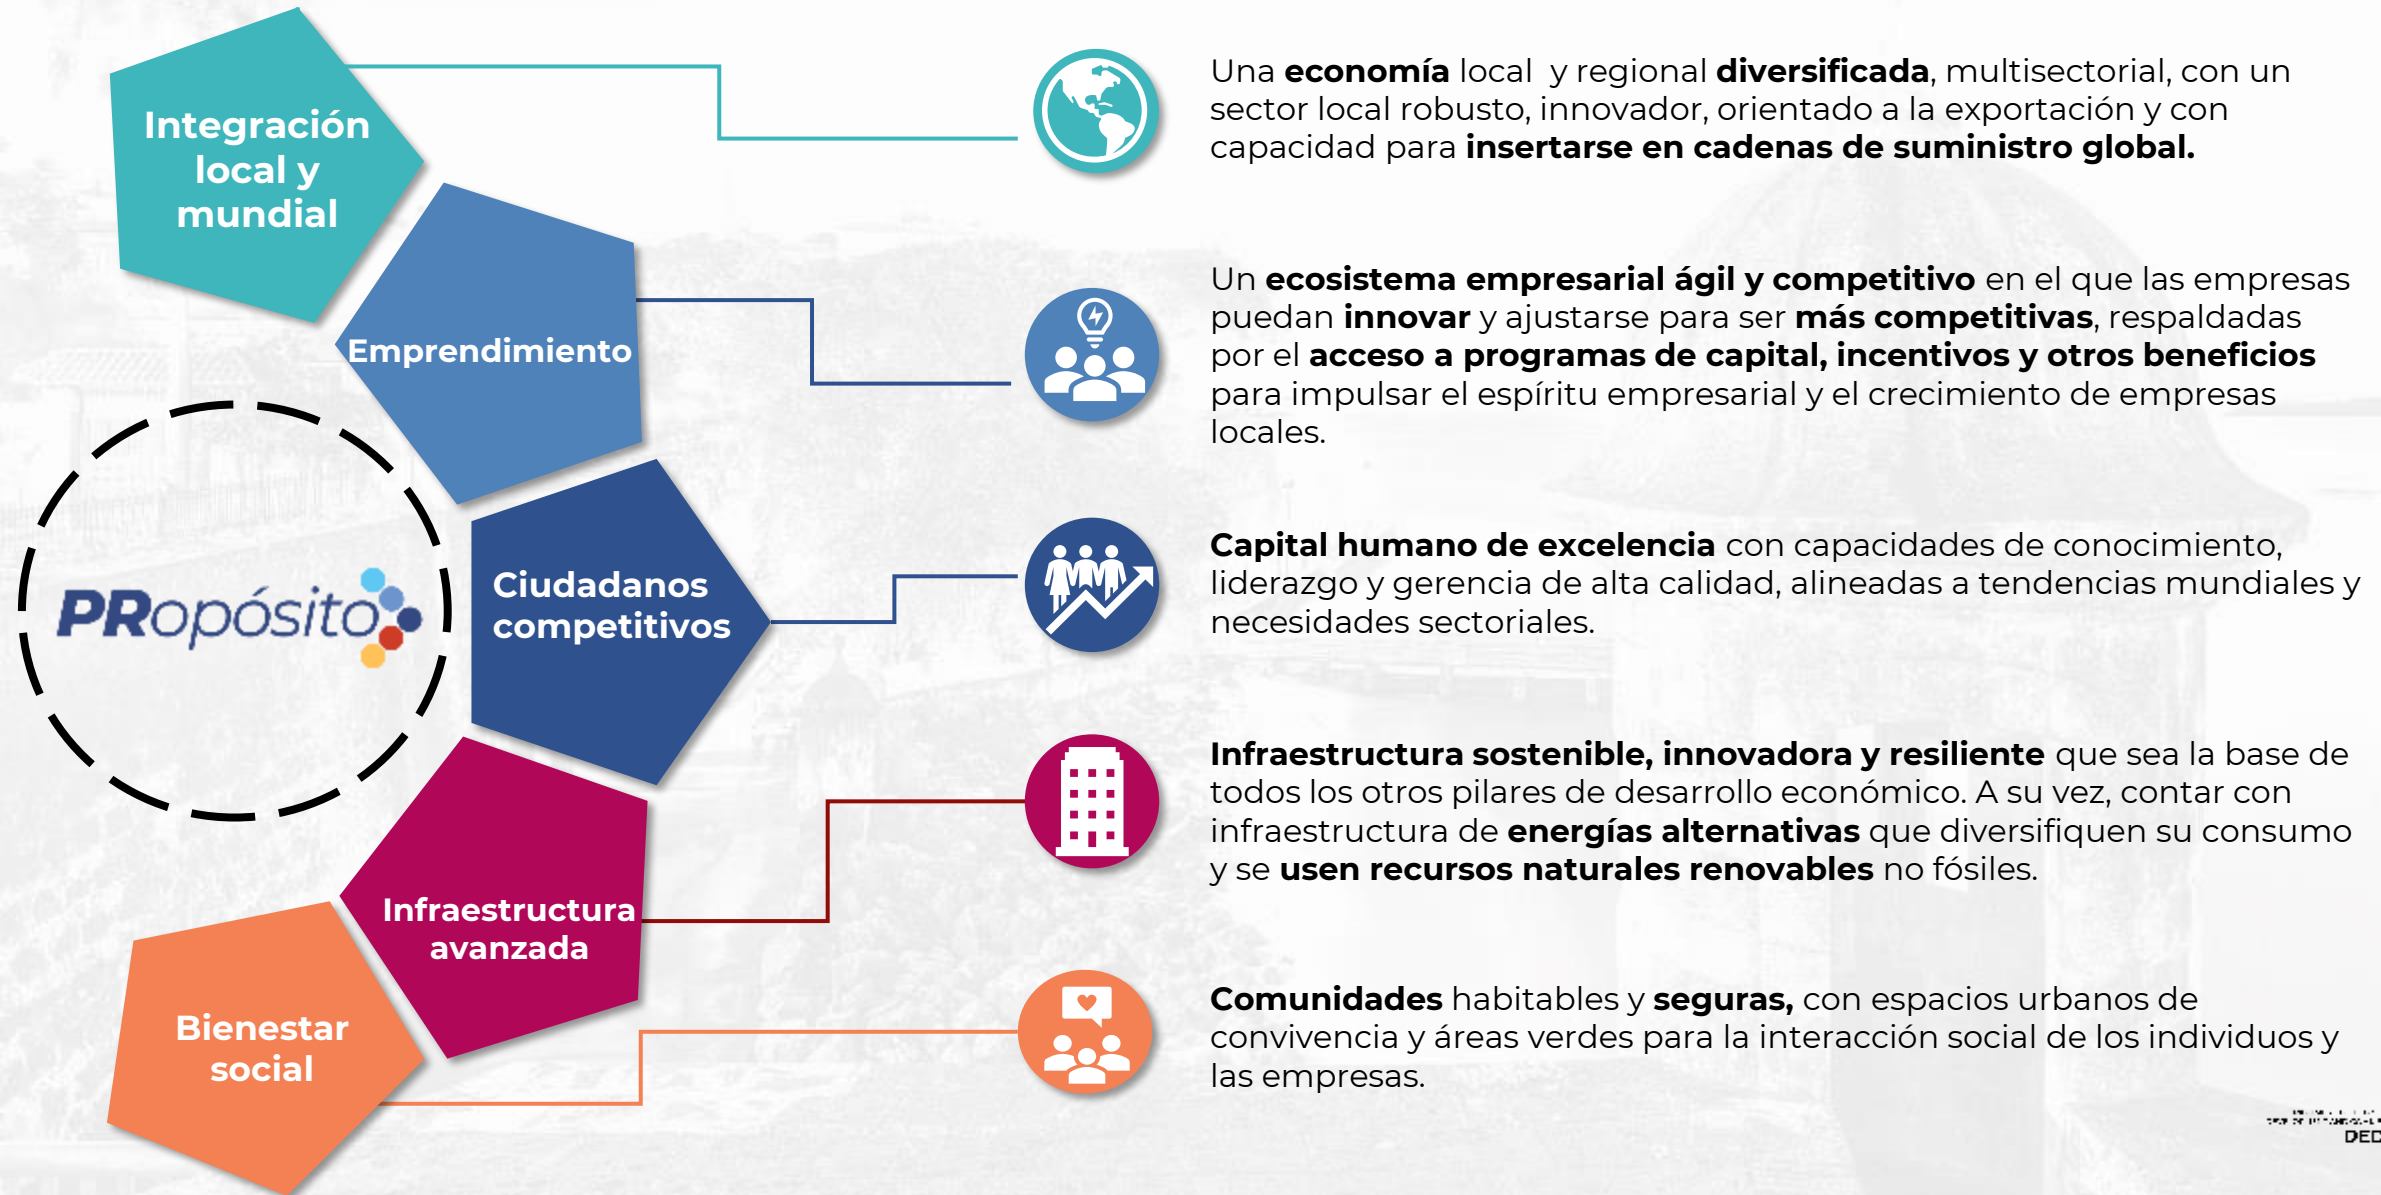 Integración
local y
mundial
Una economía local y regional diversificada, multisectorial, con un
sector local robusto, innovador, orientado a la exportación y con
capacidad para insertarse en cadenas de suministro global.
Emprendimiento
Un ecosistema empresarial ágil y competitivo en el que las empresas
puedan innovar y ajustarse para ser más competitivas, respaldadas
por el acceso a programas de capital, incentivos y otros beneficios
para impulsar el espíritu empresarial y el crecimiento de empresas
locales.
PRopósito
Ciudadanos
competitivos
Capital humano de excelencia con capacidades de conocimiento,
liderazgo y gerencia de alta calidad, alineadas a tendencias mundiales y
necesidades sectoriales.
Infraestructura
avanzada
Infraestructura sostenible, innovadora y resiliente que sea la base de
todos los otros pilares de desarrollo económico. A su vez, contar con
infraestructura de energías alternativas que diversifiquen su consumo
y se usen recursos naturales renovables no fósiles.
Bienestar
social
Comunidades habitables y seguras, con espacios urbanos de
convivencia y áreas verdes para la interacción social de los individuos y
las empresas.